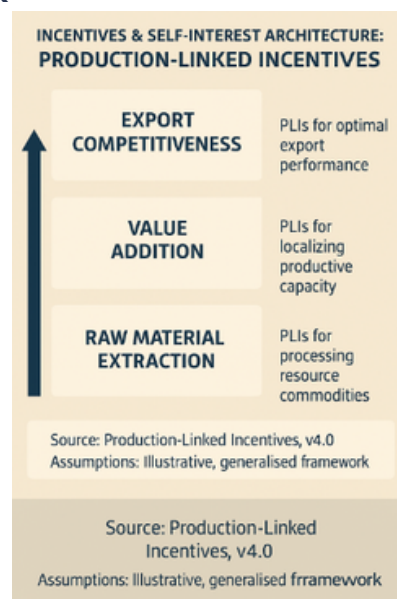 INCENTIVES & SELF-INTEREST ARCHITECTURE:
PRODUCTION-LINKED INCENTIVES
EXPORT
COMPETITIVENESS
PLIs for optimal
export
performance
VALUE
ADDITION
PLIs for
localizing
productive
capacity
RAW MATERIAL
EXTRACTION
PLIs for
processing
resource
commodities
Source: Production-Linked Incentives, v4.0
Assumptions: Illustrative, generalised framework
Source: Production-Linked
Incentives, v4.0
Assumptions: Illustrative, generalised frramework